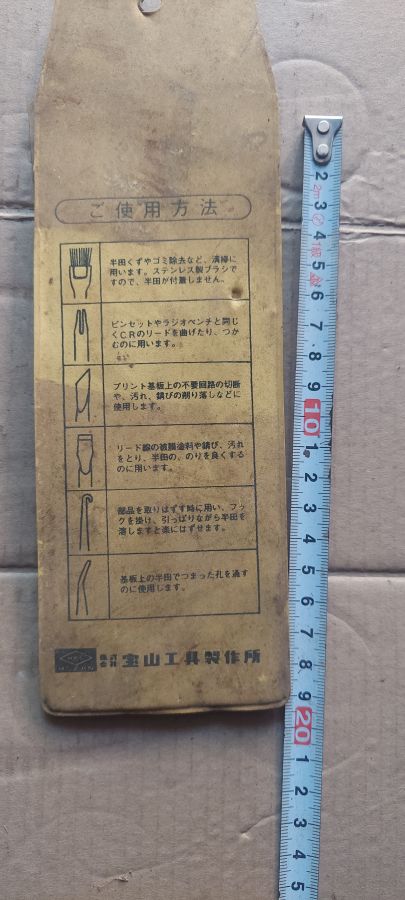 ご使用方法
半田くずやゴミ除去など、清掃に
用います。ステンレス製ブラシで
すので、半田が付着しません。
ピンセットやラジオペンチと同じ
くCRのリードを曲げたり、つか
むのに用います。
プリント基板上の不要回路の切断
や、汚れ、錆びの削り落しなどに
使用します。
リード線の被膜塗料や錆び、汚れ
をとり、半田の、のりを良くする
のに用います。
部品を取りはずす時に用い、フッ
クを掛け、引っぱりながら半田を
溶しますと楽にはずせます。
基板上の半田でつまった孔を通す
のに使用します。
株式
会社 宝山工具製作所
2
2m
3
4
1級
5
6
7
8
9
10
1
2
3
4
5
6
7
8
9
20
1
2
3
4
5